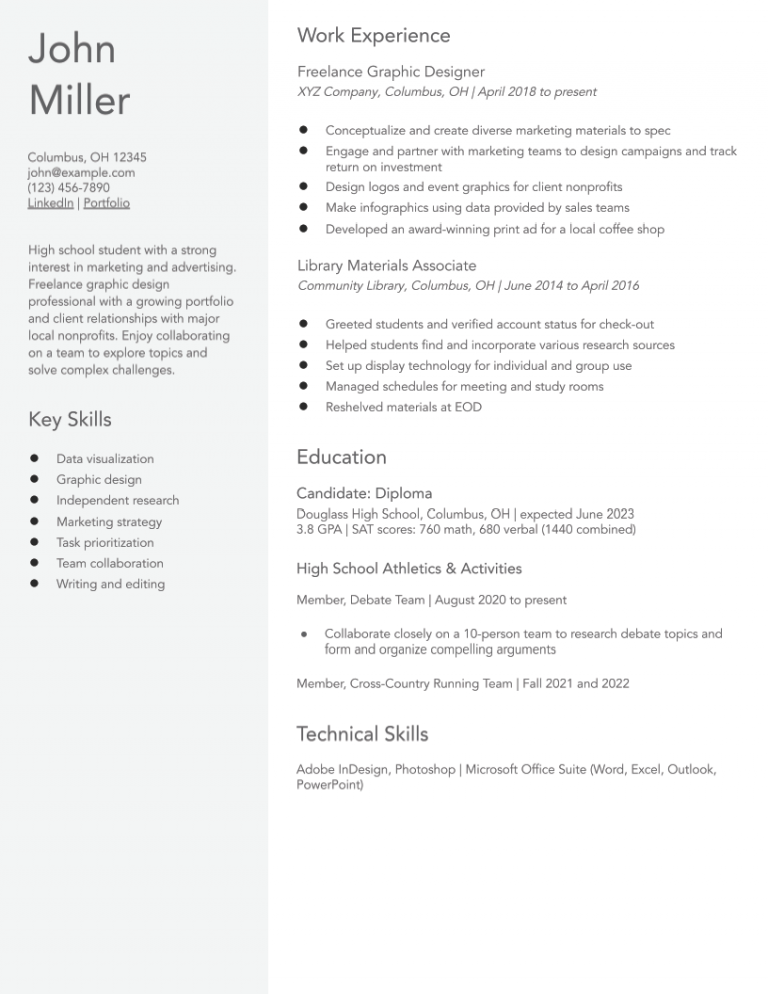 John
Miller
Columbus, OH 12345
john@example.com
(123) 456-7890
LinkedIn | Portfolio
High school student with a strong
interest in marketing and advertising.
Freelance graphic design
professional with a growing portfolio
and client relationships with major
local nonprofits. Enjoy collaborating
on a team to explore topics and
solve complex challenges.
Key Skills
● Data visualization
● Graphic design
● Independent research
● Marketing strategy
● Task prioritization
● Team collaboration
● Writing and editing
Work Experience
Freelance Graphic Designer
XYZ Company, Columbus, OH | April 2018 to present
● Conceptualize and create diverse marketing materials to spec
● Engage and partner with marketing teams to design campaigns and track
return on investment
● Design logos and event graphics for client nonprofits
● Make infographics using data provided by sales teams
● Developed an award-winning print ad for a local coffee shop
Library Materials Associate
Community Library, Columbus, OH | June 2014 to April 2016
● Greeted students and verified account status for check-out
● Helped students find and incorporate various research sources
● Set up display technology for individual and group use
● Managed schedules for meeting and study rooms
● Reshelved materials at EOD
Education
Candidate: Diploma
Douglass High School, Columbus, OH | expected June 2023
3.8 GPA | SAT scores: 760 math, 680 verbal (1440 combined)
High School Athletics & Activities
Member, Debate Team | August 2020 to present
● Collaborate closely on a 10-person team to research debate topics and
form and organize compelling arguments
Member, Cross-Country Running Team | Fall 2021 and 2022
Technical Skills
Adobe InDesign, Photoshop | Microsoft Office Suite (Word, Excel, Outlook,
PowerPoint)